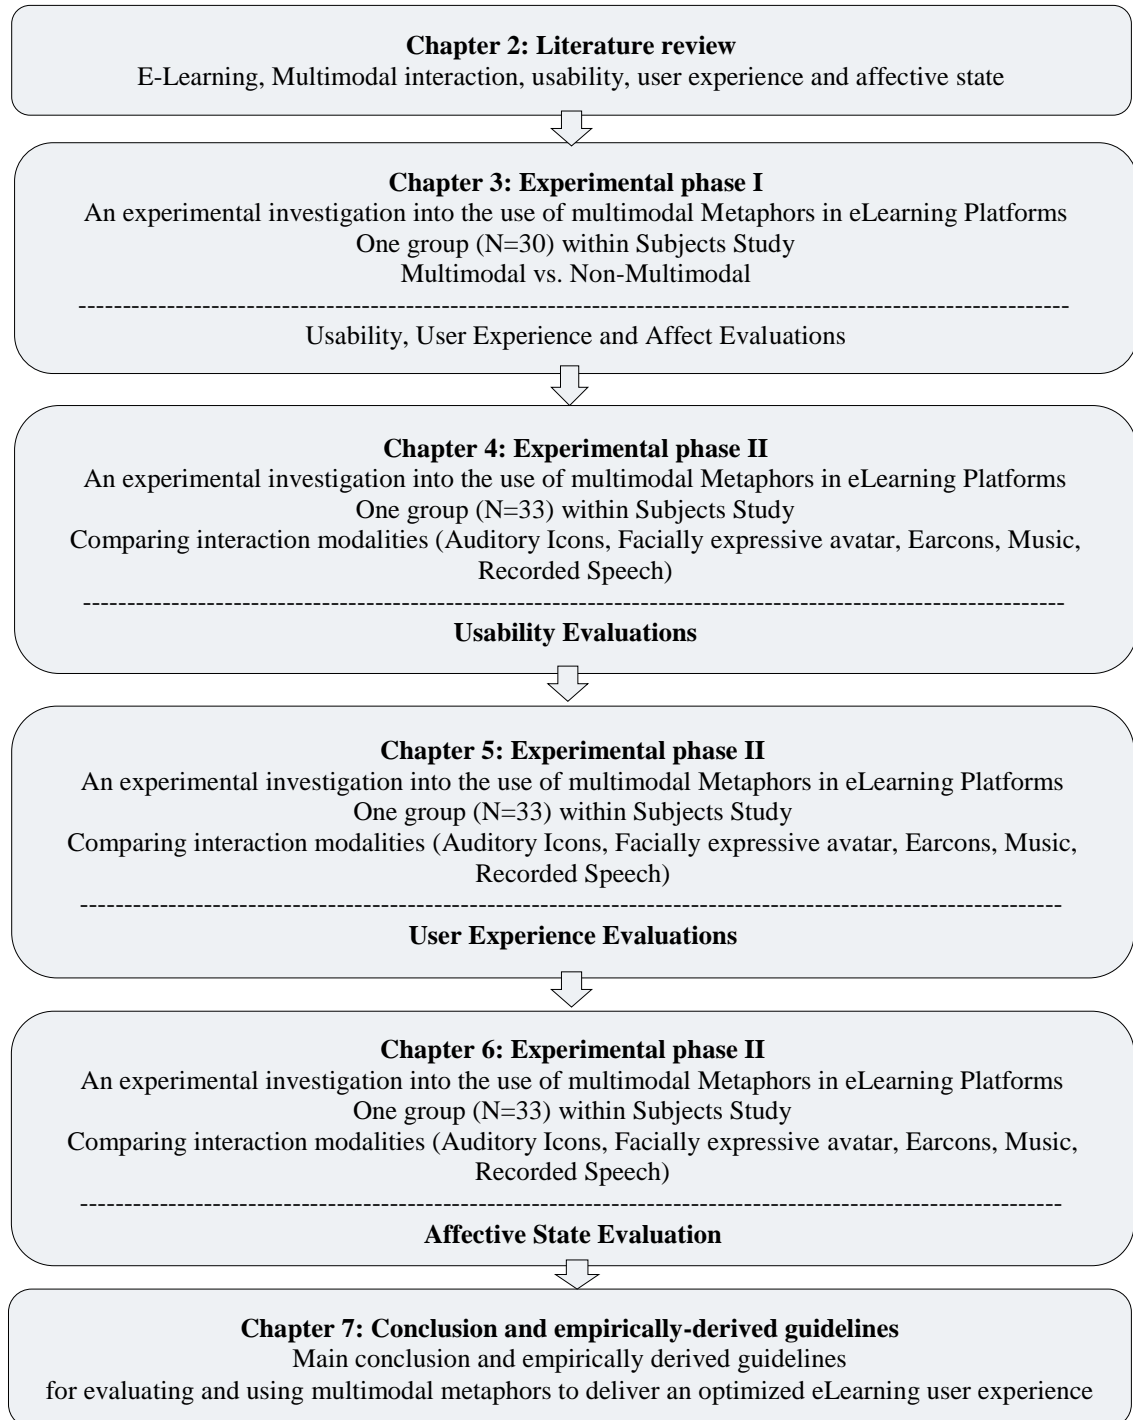 Chapter 2: Literature review
E-Learning, Multimodal interaction, usability, user experience and affective state
Chapter 3: Experimental phase I
An experimental investigation into the use of multimodal Metaphors in eLearning Platforms
One group (N=30) within Subjects Study
Multimodal vs. Non-Multimodal
Usability, User Experience and Affect Evaluations
Chapter 4: Experimental phase II
An experimental investigation into the use of multimodal Metaphors in eLearning Platforms
One group (N=33) within Subjects Study
Comparing interaction modalities (Auditory Icons, Facially expressive avatar, Earcons, Music,
Recorded Speech)
Usability Evaluations
Chapter 5: Experimental phase II
An experimental investigation into the use of multimodal Metaphors in eLearning Platforms
One group (N=33) within Subjects Study
Comparing interaction modalities (Auditory Icons, Facially expressive avatar, Earcons, Music,
Recorded Speech)
User Experience Evaluations
Chapter 6: Experimental phase II
An experimental investigation into the use of multimodal Metaphors in eLearning Platforms
One group (N=33) within Subjects Study
Comparing interaction modalities (Auditory Icons, Facially expressive avatar, Earcons, Music,
Recorded Speech)
Affective State Evaluation
Chapter 7: Conclusion and empirically-derived guidelines
Main conclusion and empirically derived guidelines
for evaluating and using multimodal metaphors to deliver an optimized eLearning user experience